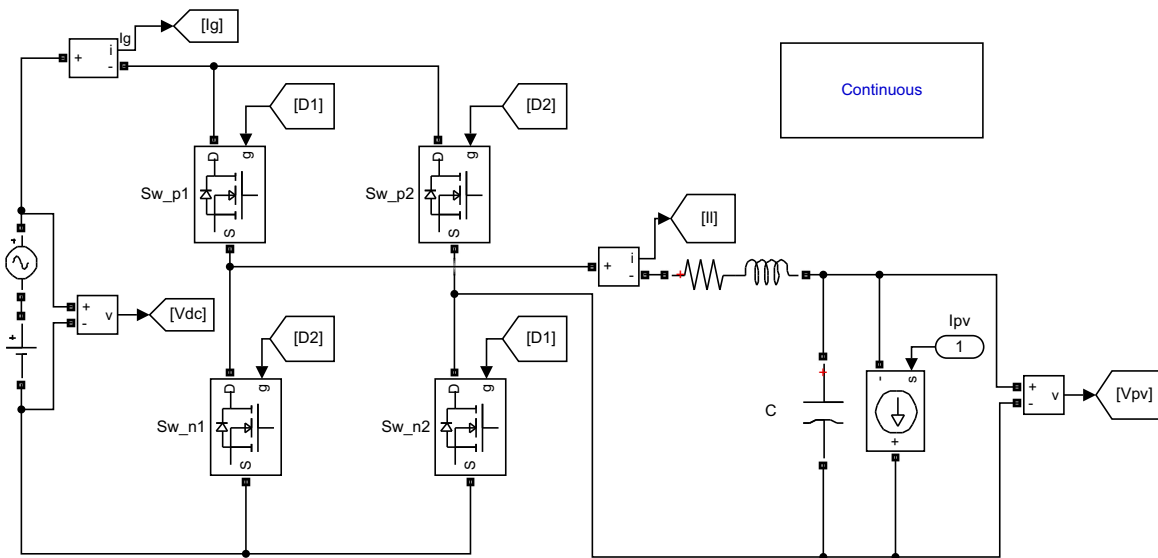 Ig
[Ig]
i
+
-
[D1]
[D2]
Continuous
D
g
D
g
Sw_p1
Sw_p2
S
S
[Il]
i
+
-
+
+
+
-
v
[Vdc]
+
[D2]
[D1]
Ipv
1
D
g
D
g
- s
+
-
v
[Vpv]
Sw_n1
Sw_n2
C
+
S
S
+